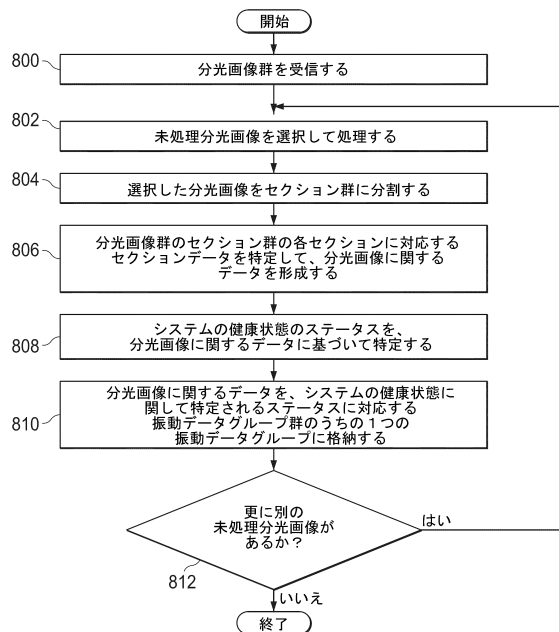 開始
800
分光画像群を受信する
802
未処理分光画像を選択して処理する
804
選択した分光画像をセクション群に分割する
806
分光画像群のセクション群の各セクションに対応する
セクションデータを特定して、分光画像に関する
データを形成する
808
システムの健康状態のステータスを、
分光画像に関するデータに基づいて特定する
810
分光画像に関するデータを、システムの健康状態に
関して特定されるステータスに対応する
振動データグループ群のうちの１つの
振動データグループに格納する
更に別の
未処理分光画像が
あるか？
はい
812
いいえ
終了